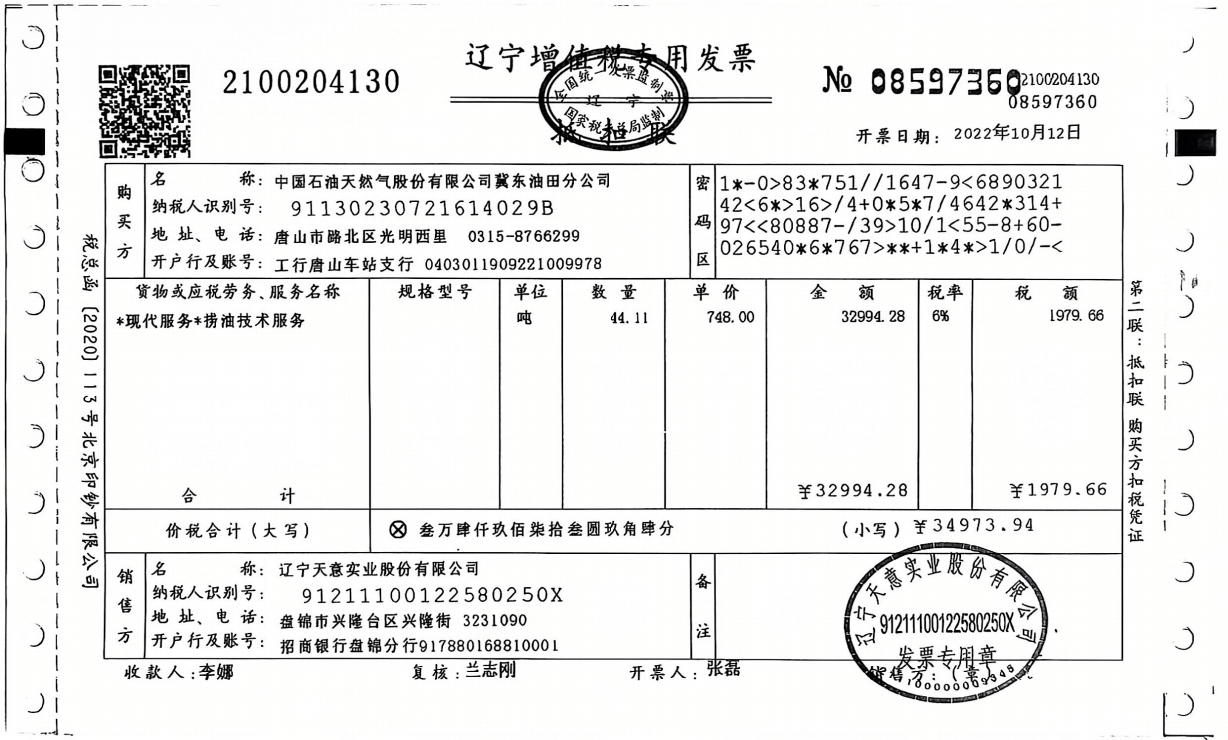 辽宁增值税专用发票
全国统一发票监制章
辽 宁
国家税务总局监制
抵 扣 联
2100204130
№ 08597360
2100204130
08597360
开票日期: 2022年10月12日
税总函〔2020〕113号北京印钞有限公司
购买方
名 称: 中国石油天然气股份有限公司冀东油田分公司
纳税人识别号: 91130230721614029B
地 址、电 话: 唐山市路北区光明西里 0315-8766299
开户行及账号: 工行唐山车站支行 0403011909221009978
密码区
1*-0>83*751//1647-9<6890321
42<6*>16>/4+0*5*7/4642*314+
97<<80887-/39>10/1<55-8+60-
026540*6*767>**+1*4*>1/0/-<
货物或应税劳务、服务名称 规格型号 单位 数 量 单 价 金 额 税率 税 额
*现代服务*捞油技术服务 吨 44.11 748.00 32994.28 6% 1979.66
合 计 ¥32994.28 ¥1979.66
价税合计(大写) ⊗ 叁万肆仟玖佰柒拾叁圆玖角肆分 (小写) ¥34973.94
销售方
名 称: 辽宁天意实业股份有限公司
纳税人识别号: 91211100122580250X
地 址、电 话: 盘锦市兴隆台区兴隆街 3231090
开户行及账号: 招商银行盘锦分行917880168810001
备注
辽宁天意实业股份有限公司
91211100122580250X
发票专用章
收款人: 李娜 复核: 兰志刚 开票人: 张磊 销售方: (章)
第二联: 抵扣联 购买方扣税凭证